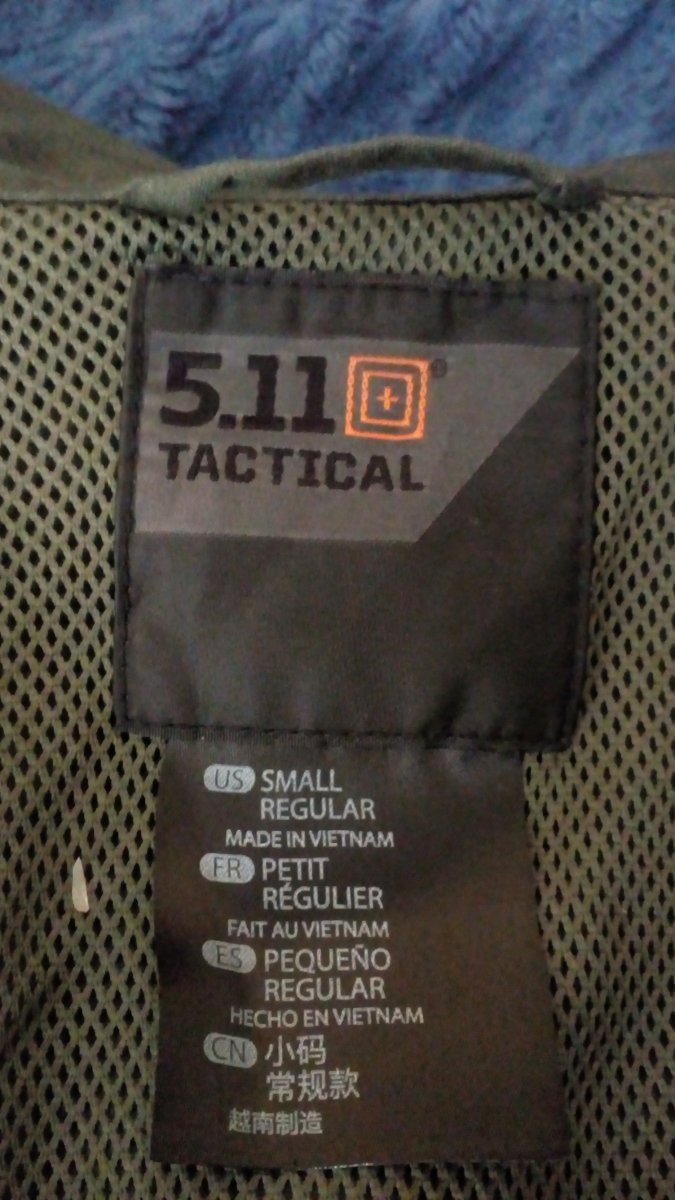 5.11®
TACTICAL
US SMALL
REGULAR
MADE IN VIETNAM
FR PETIT
RÉGULIER
FAIT AU VIETNAM
ES PEQUEÑO
REGULAR
HECHO EN VIETNAM
CN 小码
常规款
越南制造